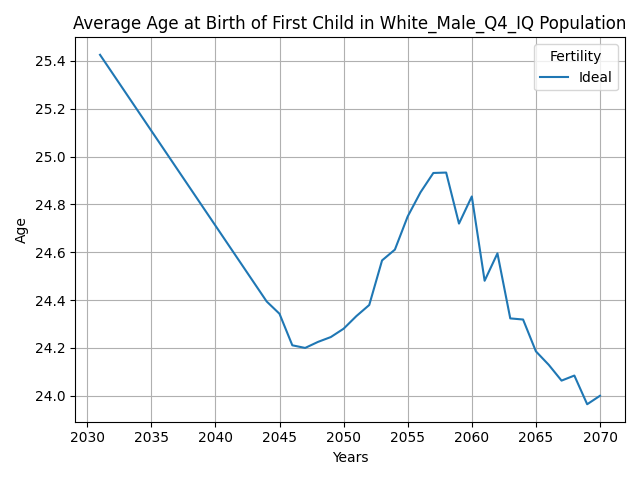 Average Age at Birth of First Child in White_Male_Q4_IQ Population
Fertility
Ideal
25.4
25.2
25.0
24.8
24.6
24.4
24.2
24.0
Age
2030 2035 2040 2045 2050 2055 2060 2065 2070
Years